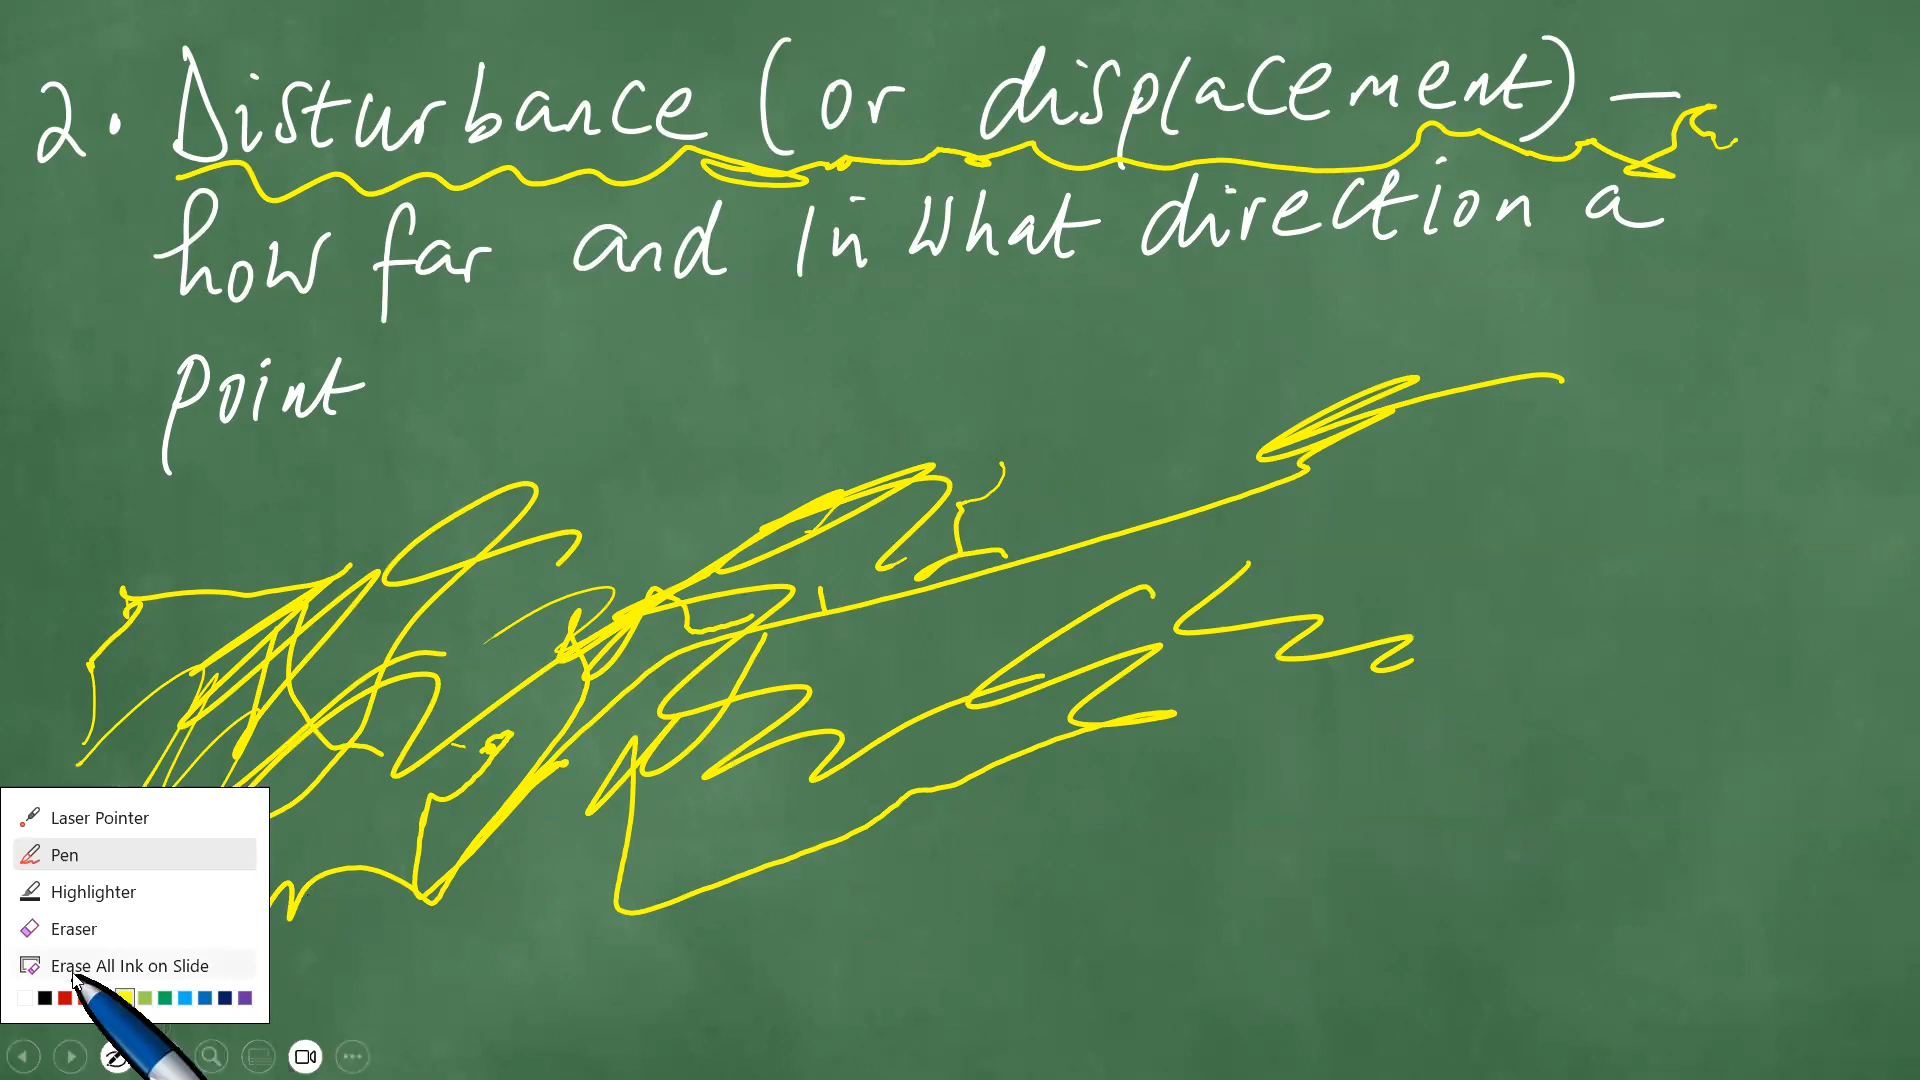 2. Disturbance (or displacement) —
how far and in what direction a
point
Laser Pointer
Pen
Highlighter
Eraser
Erase All Ink on Slide